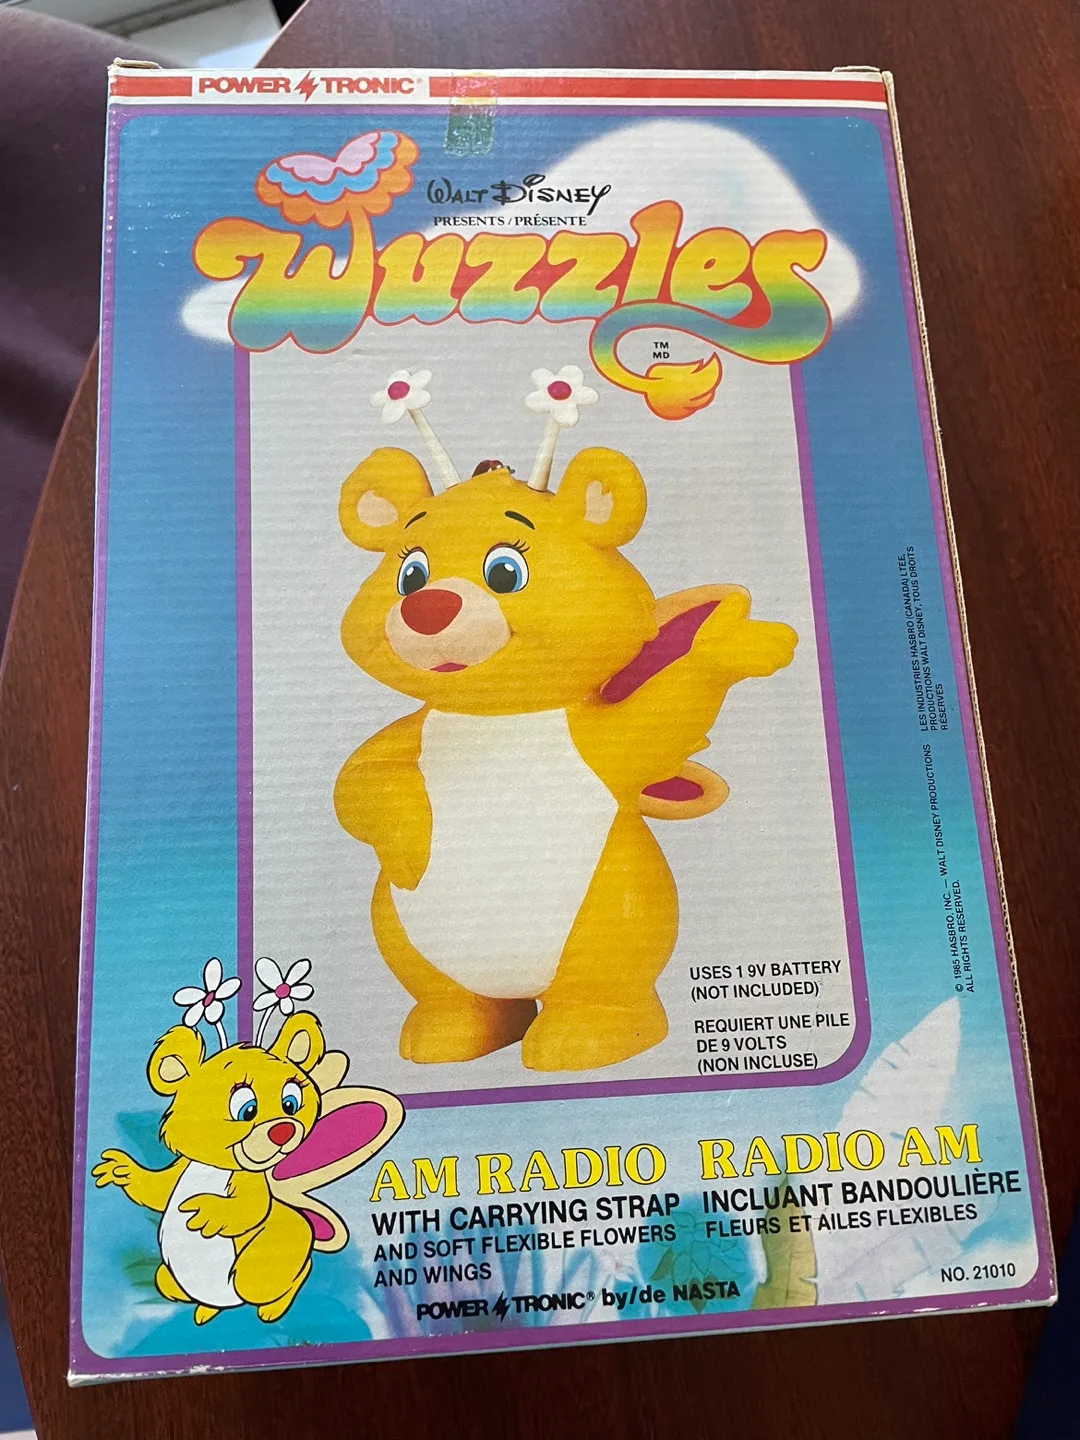 POWER TRONIC®
WALT DISNEY
PRESENTS / PRÉSENTE
Wuzzles
TM
MD
LES INDUSTRIES HASBRO (CANADA) LTEE,
PRODUCTIONS WALT DISNEY, TOUS DROITS
RESERVES
© 1985 HASBRO, INC. — WALT DISNEY PRODUCTIONS
ALL RIGHTS RESERVED.
USES 1 9V BATTERY
(NOT INCLUDED)
REQUIERT UNE PILE
DE 9 VOLTS
(NON INCLUSE)
AM RADIO
WITH CARRYING STRAP
AND SOFT FLEXIBLE FLOWERS
AND WINGS
RADIO AM
INCLUANT BANDOULIÈRE
FLEURS ET AILES FLEXIBLES
NO. 21010
POWER TRONIC® by/de NASTA